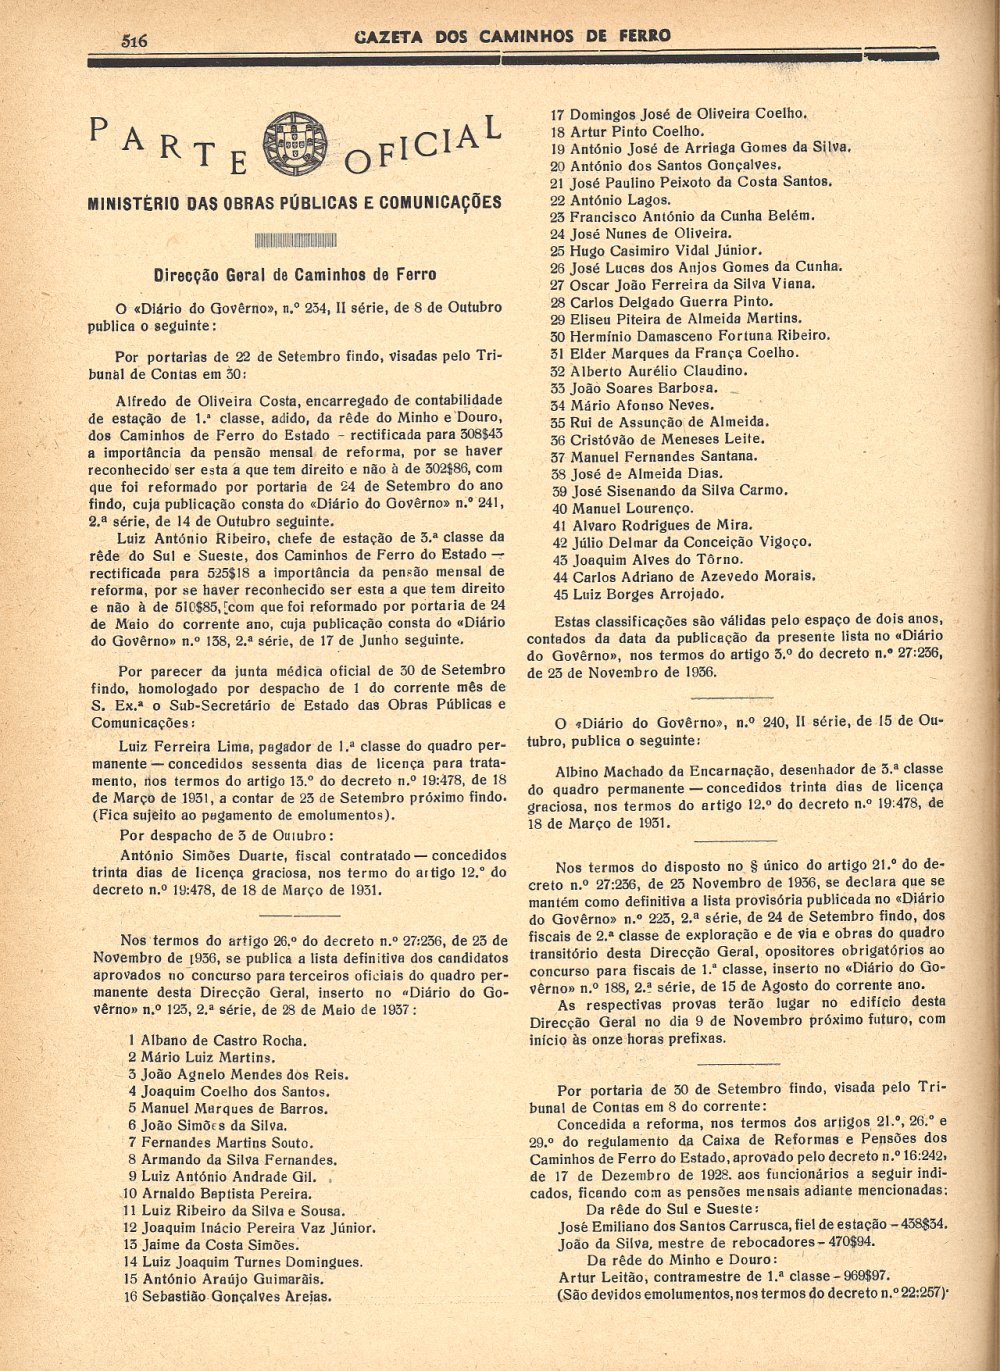 516
GAZETA DOS CAMINHOS DE FERRO
PARTE OFICIAL
MINISTÉRIO DAS OBRAS PÚBLICAS E COMUNICAÇÕES
Direcção Geral de Caminhos de Ferro
O «Diário do Govêrno», n.º 234, II série, de 8 de Outubro
publica o seguinte:
Por portarias de 22 de Setembro findo, visadas pelo Tri-
bunal de Contas em 30:
Alfredo de Oliveira Costa, encarregado de contabilidade
de estação de 1.ª classe, adido, da rêde do Minho e Douro,
dos Caminhos de Ferro do Estado - rectificada para 308$43
a importância da pensão mensal de reforma, por se haver
reconhecido ser esta a que tem direito e não à de 302$86, com
que foi reformado por portaria de 24 de Setembro do ano
findo, cuja publicação consta do «Diário do Govêrno» n.º 241,
2.ª série, de 14 de Outubro seguinte.
Luiz António Ribeiro, chefe de estação de 3.ª classe da
rêde do Sul e Sueste, dos Caminhos de Ferro do Estado —
rectificada para 525$18 a importância da pensão mensal de
reforma, por se haver reconhecido ser esta a que tem direito
e não à de 510$85, com que foi reformado por portaria de 24
de Maio do corrente ano, cuja publicação consta do «Diário
do Govêrno» n.º 138, 2.ª série, de 17 de Junho seguinte.
Por parecer da junta médica oficial de 30 de Setembro
findo, homologado por despacho de 1 do corrente mês de
S. Ex.ª o Sub-Secretário de Estado das Obras Públicas e
Comunicações:
Luiz Ferreira Lima, pagador de 1.ª classe do quadro per-
manente — concedidos sessenta dias de licença para trata-
mento, nos termos do artigo 13.º do decreto n.º 19:478, de 18
de Março de 1931, a contar de 23 de Setembro próximo findo.
(Fica sujeito ao pagamento de emolumentos).
Por despacho de 3 de Outubro:
António Simões Duarte, fiscal contratado — concedidos
trinta dias de licença graciosa, nos termo do artigo 12.º do
decreto n.º 19:478, de 18 de Março de 1931.
Nos termos do artigo 26.º do decreto n.º 27:236, de 23 de
Novembro de 1936, se publica a lista definitiva dos candidatos
aprovados no concurso para terceiros oficiais do quadro per-
manente desta Direcção Geral, inserto no «Diário do Go-
vêrno» n.º 123, 2.ª série, de 28 de Maio de 1937:
1 Albano de Castro Rocha.
2 Mário Luiz Martins.
3 João Agnelo Mendes dos Reis.
4 Joaquim Coelho dos Santos.
5 Manuel Marques de Barros.
6 João Simões da Silva.
7 Fernandes Martins Souto.
8 Armando da Silva Fernandes.
9 Luiz António Andrade Gil.
10 Arnaldo Baptista Pereira.
11 Luiz Ribeiro da Silva e Sousa.
12 Joaquim Inácio Pereira Vaz Júnior.
13 Jaime da Costa Simões.
14 Luiz Joaquim Turnes Domingues.
15 António Araújo Guimarãis.
16 Sebastião Gonçalves Arejas.
17 Domingos José de Oliveira Coelho.
18 Artur Pinto Coelho.
19 António José de Arriaga Gomes da Silva.
20 António dos Santos Gonçalves.
21 José Paulino Peixoto da Costa Santos.
22 António Lagos.
23 Francisco António da Cunha Belém.
24 José Nunes de Oliveira.
25 Hugo Casimiro Vidal Júnior.
26 José Lucas dos Anjos Gomes da Cunha.
27 Oscar João Ferreira da Silva Viana.
28 Carlos Delgado Guerra Pinto.
29 Eliseu Piteira de Almeida Martins.
30 Hermínio Damasceno Fortuna Ribeiro.
31 Elder Marques da França Coelho.
32 Alberto Aurélio Claudino.
33 João Soares Barbosa.
34 Mário Afonso Neves.
35 Rui de Assunção de Almeida.
36 Cristóvão de Meneses Leite.
37 Manuel Fernandes Santana.
38 José de Almeida Dias.
39 José Sisenando da Silva Carmo.
40 Manuel Lourenço.
41 Alvaro Rodrigues de Mira.
42 Júlio Delmar da Conceição Vigoço.
43 Joaquim Alves do Tôrno.
44 Carlos Adriano de Azevedo Morais.
45 Luiz Borges Arrojado.
Estas classificações são válidas pelo espaço de dois anos,
contados da data da publicação da presente lista no «Diário
do Govêrno», nos termos do artigo 3.º do decreto n.º 27:236,
de 23 de Novembro de 1936.
O «Diário do Govêrno», n.º 240, II série, de 15 de Ou-
tubro, publica o seguinte:
Albino Machado da Encarnação, desenhador de 3.ª classe
do quadro permanente — concedidos trinta dias de licença
graciosa, nos termos do artigo 12.º do decreto n.º 19:478, de
18 de Março de 1931.
Nos termos do disposto no § único do artigo 21.º do de-
creto n.º 27:236, de 23 Novembro de 1936, se declara que se
mantém como definitiva a lista provisória publicada no «Diário
do Govêrno» n.º 223, 2.ª série, de 24 de Setembro findo, dos
fiscais de 2.ª classe de exploração e de via e obras do quadro
transitório desta Direcção Geral, opositores obrigatórios ao
concurso para fiscais de 1.ª classe, inserto no «Diário do Go-
vêrno» n.º 188, 2.ª série, de 15 de Agosto do corrente ano.
As respectivas provas terão lugar no edifício desta
Direcção Geral no dia 9 de Novembro próximo futuro, com
início às onze horas prefixas.
Por portaria de 30 de Setembro findo, visada pelo Tri-
bunal de Contas em 8 do corrente:
Concedida a reforma, nos termos dos artigos 21.º, 26.º e
29.º do regulamento da Caixa de Reformas e Pensões dos
Caminhos de Ferro do Estado, aprovado pelo decreto n.º 16:242,
de 17 de Dezembro de 1928. aos funcionários a seguir indi-
cados, ficando com as pensões mensais adiante mencionadas:
Da rêde do Sul e Sueste:
José Emiliano dos Santos Carrusca, fiel de estação – 438$34.
João da Silva, mestre de rebocadores – 470$94.
Da rêde do Minho e Douro:
Artur Leitão, contramestre de 1.ª classe – 969$97.
(São devidos emolumentos, nos termos do decreto n.º 22:257).